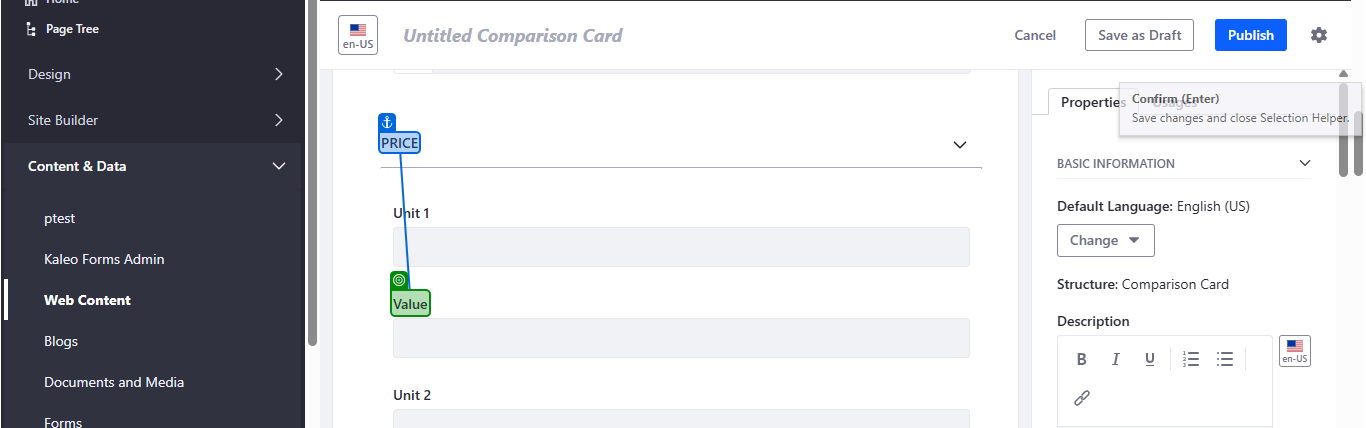 Home
Page Tree
Design
Site Builder
Content & Data
ptest
Kaleo Forms Admin
Web Content
Blogs
Documents and Media
Forms
en-US
Untitled Comparison Card
Cancel
Save as Draft
Publish
PRICE
Unit 1
Value
Unit 2
Properties
Usages
Confirm (Enter)
Save changes and close Selection Helper.
BASIC INFORMATION
Default Language: English (US)
Change
Structure: Comparison Card
Description
B I U
en-US